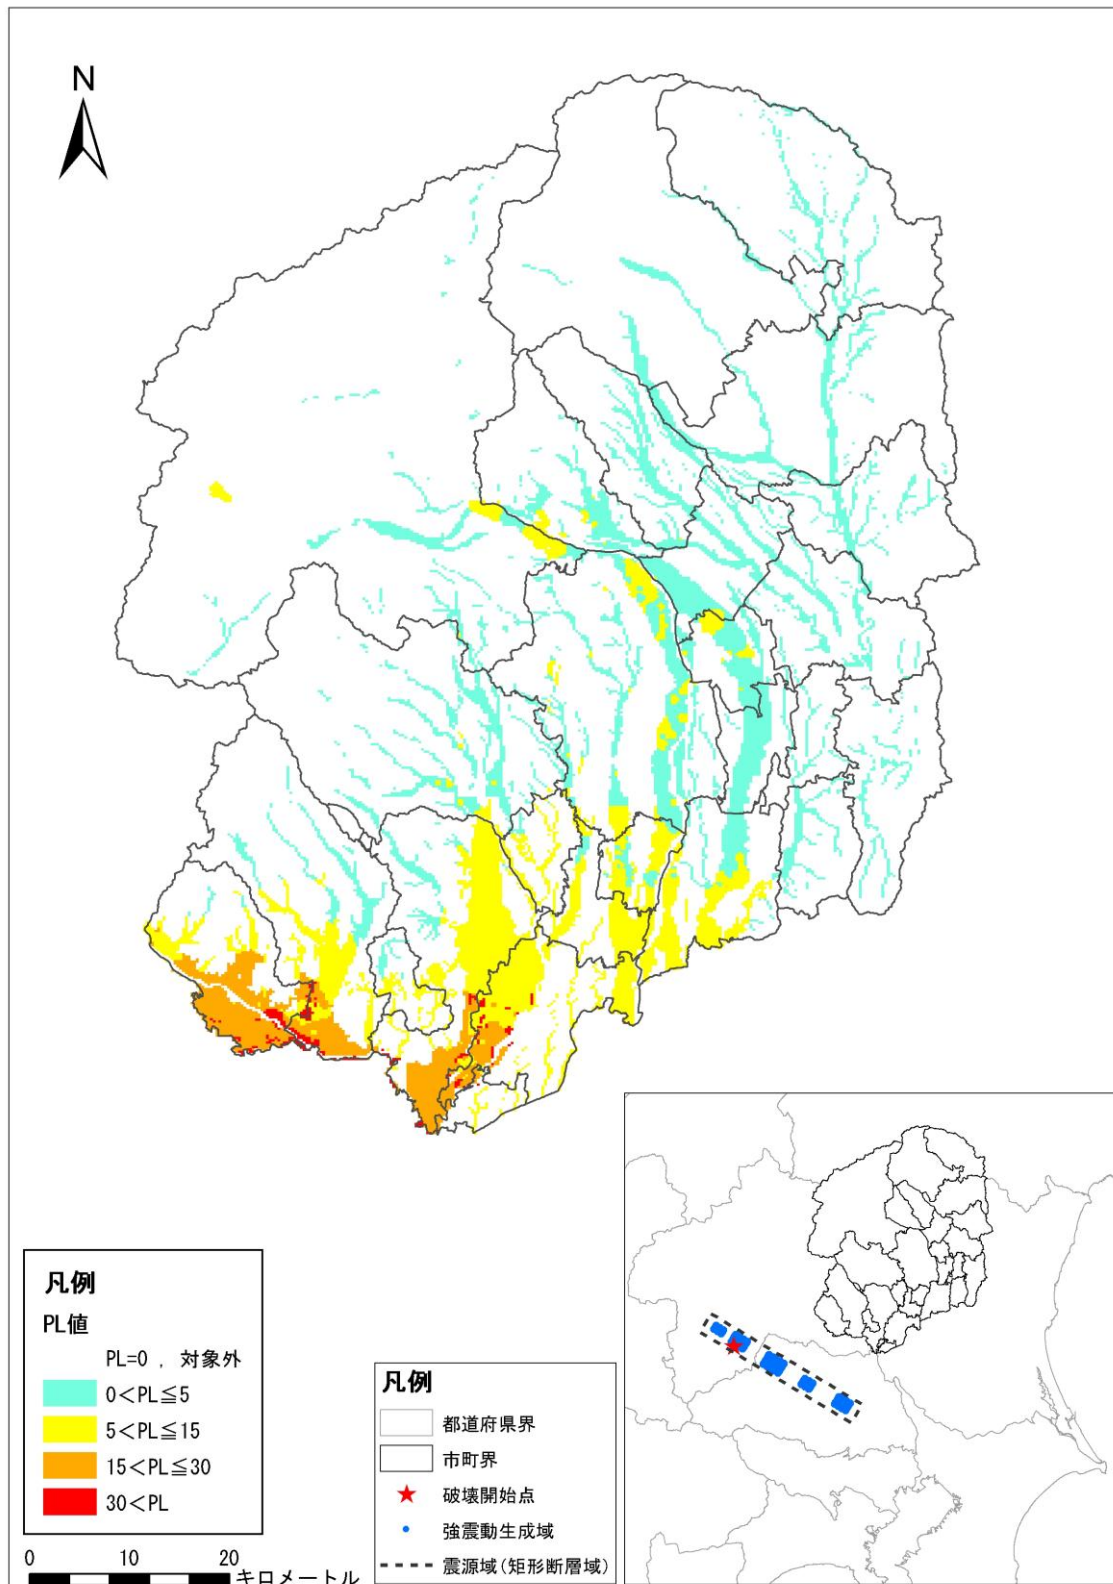 N
凡例
PL値
PL=0 , 対象外
0<PL≦5
5<PL≦15
15<PL≦30
30<PL
0 10 20
キロメートル
凡例
都道府県界
市町界
破壊開始点
強震動生成域
震源域(矩形断層域)